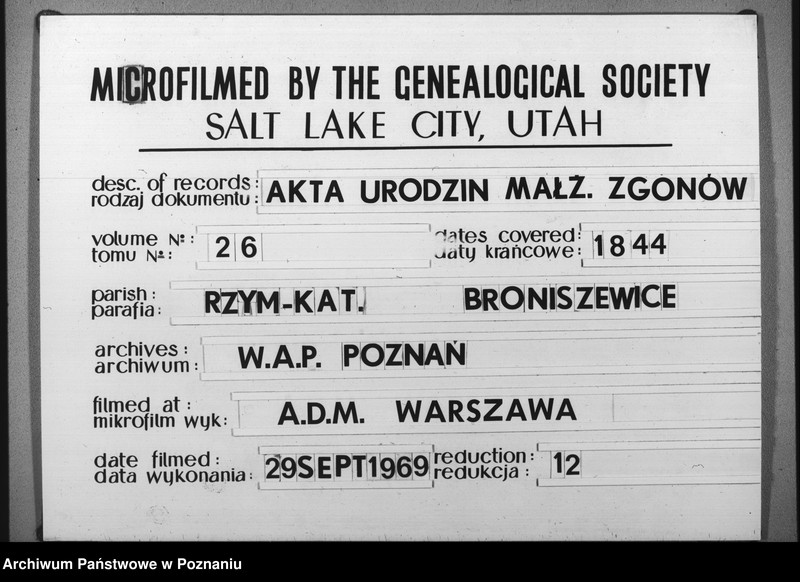 MICROFILMED BY THE GENEALOGICAL SOCIETY
SALT LAKE CITY, UTAH
desc. of records: AKTA URODZIN MAŁŻ. ZGONÓW
rodzaj dokumentu:
volume №: 26 dates covered: 1844
tomu №: daty krańcowe:
parish: RZYM-KAT. BRONISZEWICE
parafia:
archives: W.A.P. POZNAŃ
archiwum:
filmed at: A.D.M. WARSZAWA
mikrofilm wyk:
date filmed: 29SEPT1969 reduction: 12
data wykonania: redukcja:
Archiwum Państwowe w Poznaniu